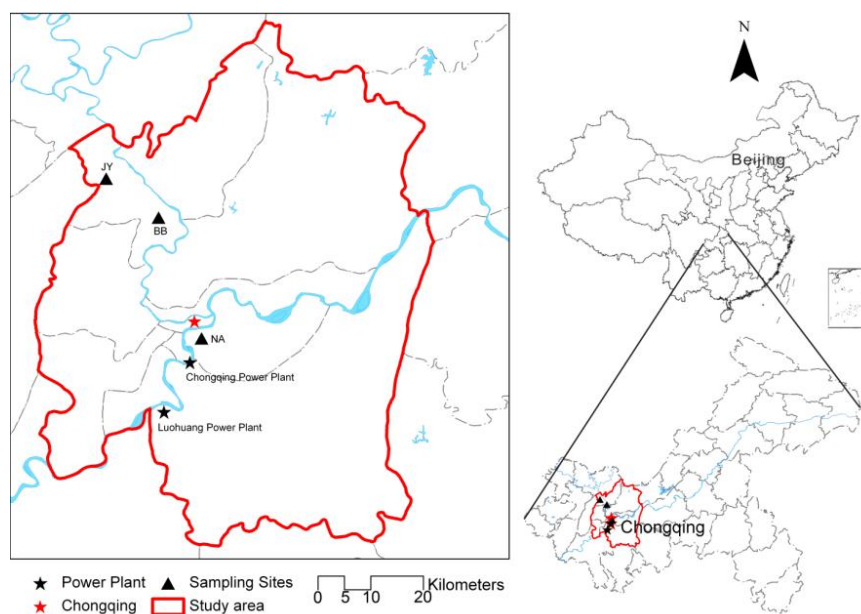 JY
BB
NA
Chongqing Power Plant
Luohuang Power Plant
Power Plant
Sampling Sites
Chongqing
Study area
0 5 10 20
Kilometers
N
Beijing
Chongqing